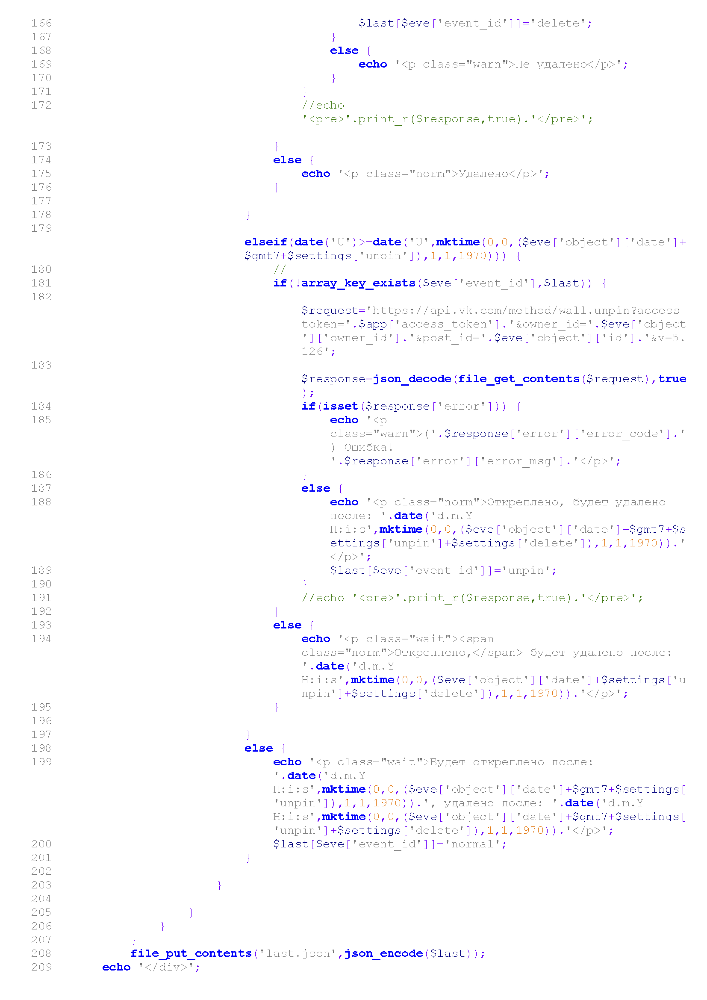 166 $last[$eve['event_id']]='delete';
167 }
168 else {
169 echo '<p class="warn">Не удалено</p>';
170 }
171 }
172 //echo
'<pre>'.print_r($response,true).'</pre>';
173 }
174 else {
175 echo '<p class="norm">Удалено</p>';
176 }
177
178 }
179
elseif(date('U')>=date('U',mktime(0,0,($eve['object']['date']+
$gmt7+$settings['unpin']),1,1,1970))) {
180 //
181 if(!array_key_exists($eve['event_id'],$last)) {
182
$request='https://api.vk.com/method/wall.unpin?access_
token='.$app['access_token'].'&owner_id='.$eve['object
']['owner_id'].'&post_id='.$eve['object']['id'].'&v=5.
126';
183
$response=json_decode(file_get_contents($request),true
);
184 if(isset($response['error'])) {
185 echo '<p
class="warn">('.$response['error']['error_code'].'
) Ошибка!
'.$response['error']['error_msg'].'</p>';
186 }
187 else {
188 echo '<p class="norm">Откреплено, будет удалено
после: '.date('d.m.Y
H:i:s',mktime(0,0,($eve['object']['date']+$gmt7+$s
ettings['unpin']+$settings['delete']),1,1,1970)).'
</p>';
189 $last[$eve['event_id']]='unpin';
190 }
191 //echo '<pre>'.print_r($response,true).'</pre>';
192 }
193 else {
194 echo '<p class="wait"><span
class="norm">Откреплено,</span> будет удалено после:
'.date('d.m.Y
H:i:s',mktime(0,0,($eve['object']['date']+$settings['u
npin']+$settings['delete']),1,1,1970)).'</p>';
195 }
196
197 }
198 else {
199 echo '<p class="wait">Будет откреплено после:
'.date('d.m.Y
H:i:s',mktime(0,0,($eve['object']['date']+$gmt7+$settings[
'unpin']),1,1,1970)).', удалено после: '.date('d.m.Y
H:i:s',mktime(0,0,($eve['object']['date']+$gmt7+$settings[
'unpin']+$settings['delete']),1,1,1970)).'</p>';
200 $last[$eve['event_id']]='normal';
201 }
202
203 }
204
205 }
206 }
207 }
208 file_put_contents('last.json',json_encode($last));
209 echo '</div>';